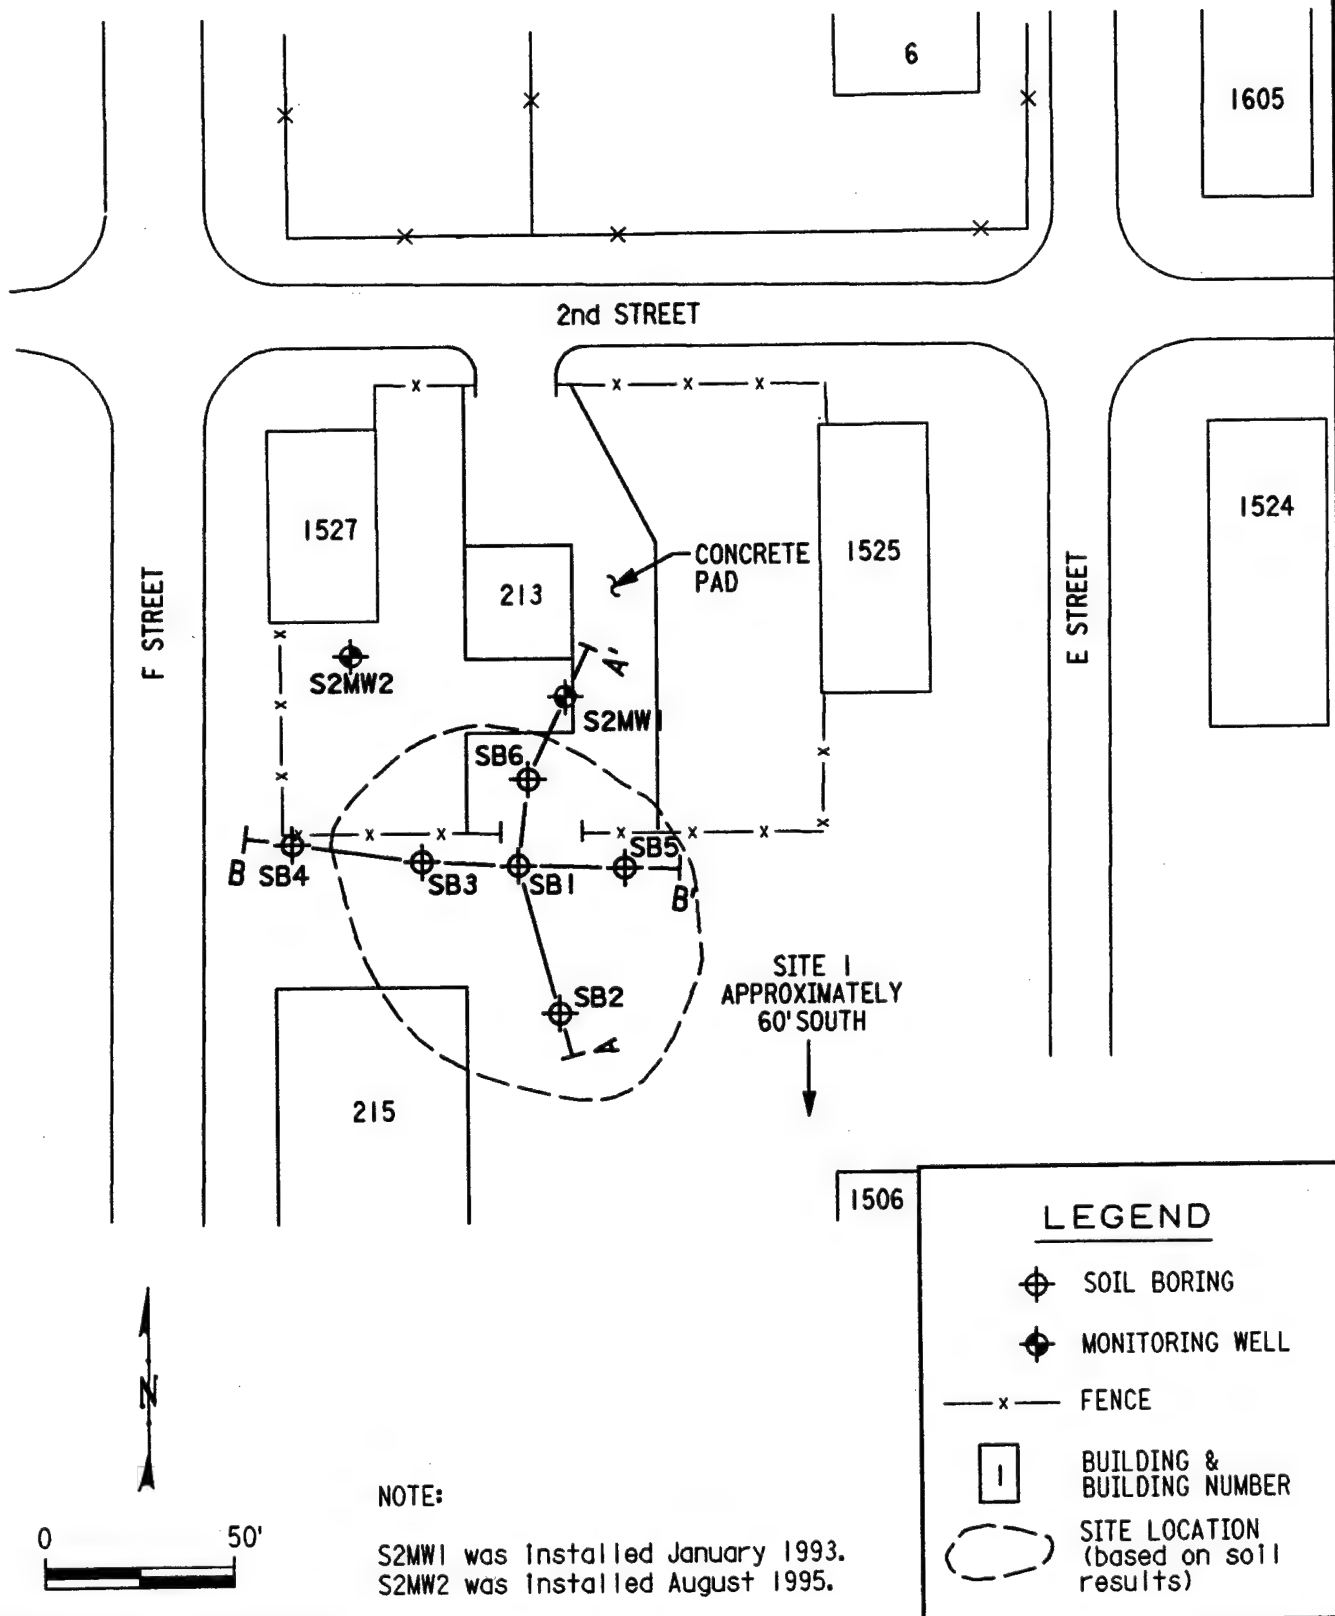 6
1605
2nd STREET
1527
CONCRETE
PAD
1525
1524
213
F STREET
E STREET
A'
S2MW2
S2MW1
SB6
SB5
B
SB4
SB3
SB1
B'
SITE 1
APPROXIMATELY
60' SOUTH
SB2
A
215
1506
LEGEND
SOIL BORING
MONITORING WELL
x FENCE
1
BUILDING &
BUILDING NUMBER
SITE LOCATION
(based on soil
results)
N
0 50'
NOTE:
S2MW1 was installed January 1993.
S2MW2 was installed August 1995.